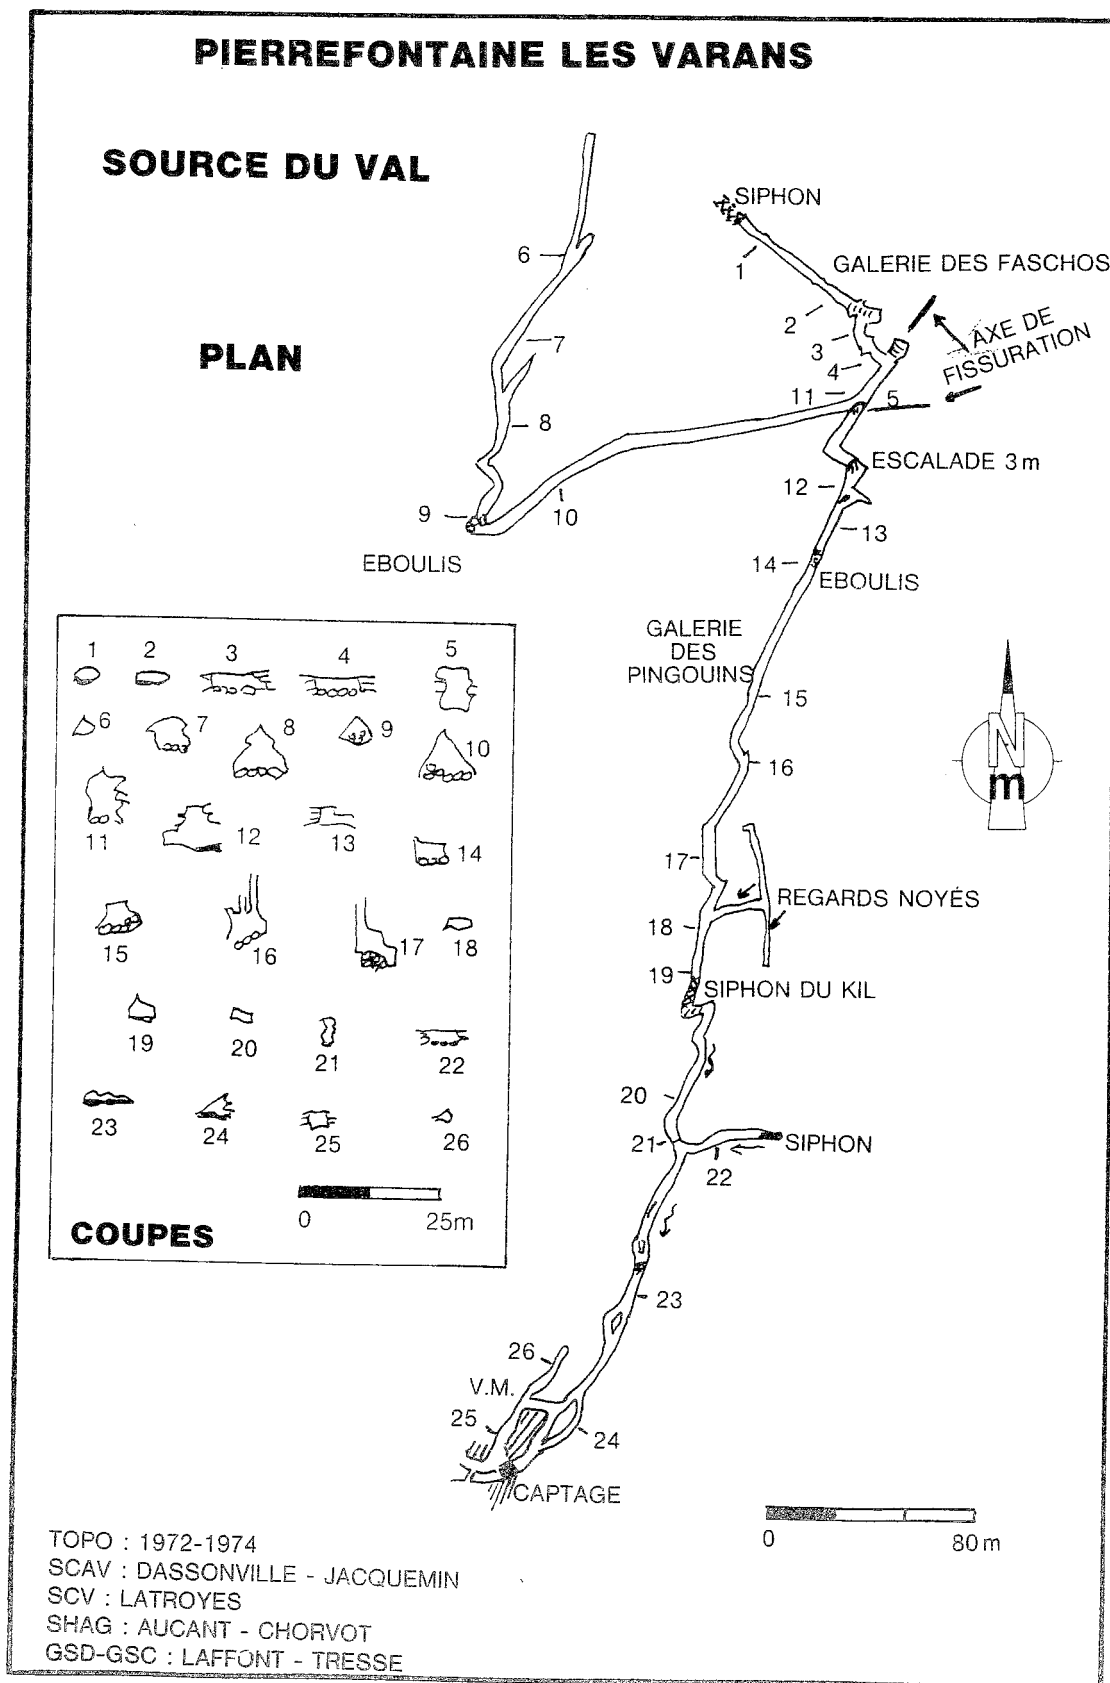 PIERREFONTAINE LES VARANS
SOURCE DU VAL
PLAN
SIPHON
1
GALERIE DES FASCHOS
2
3
4
AXE DE
FISSURATION
11
5
6
7
8
9
10
EBOULIS
ESCALADE 3m
12
13
14
EBOULIS
GALERIE
DES
PINGOUINS
15
16
17
REGARDS NOYÉS
18
19
SIPHON DU KIL
20
21
SIPHON
22
23
26
V.M.
25
24
CAPTAGE
N
m
1 2 3 4 5
6 7 8 9 10
11 12 13 14
15 16 17 18
19 20 21 22
23 24 25 26
0 25m
COUPES
0 80m
TOPO : 1972-1974
SCAV : DASSONVILLE - JACQUEMIN
SCV : LATROYES
SHAG : AUCANT - CHORVOT
GSD-GSC : LAFFONT - TRESSE